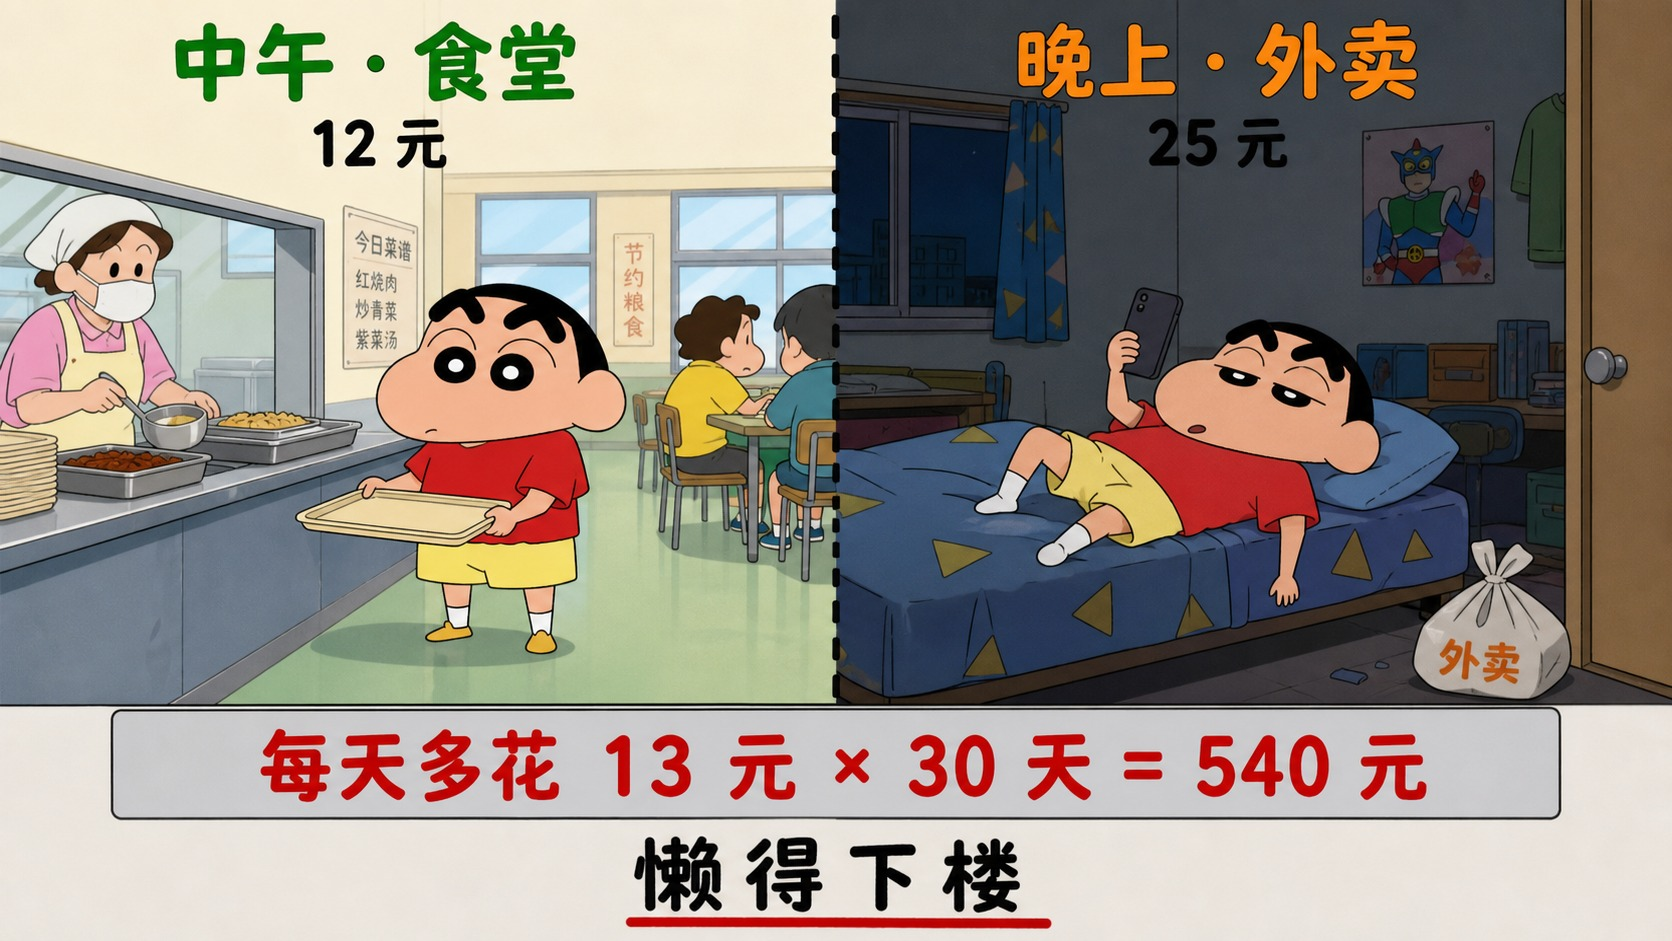 中午·食堂
12 元
今日菜谱
红烧肉
炒青菜
紫菜汤
节约粮食
晚上·外卖
25 元
外卖
每天多花 13 元 × 30 天 = 540 元
懒得下楼